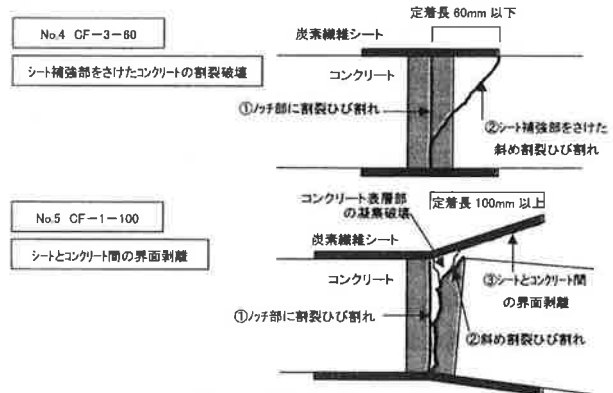 定着長 60mm 以下
No.4 CF-3-60
炭素繊維シート
シート補強部をさけたコンクリートの割裂破壊
コンクリート
①ノッチ部に割裂ひび割れ
②シート補強部をさけた
斜め割裂ひび割れ
No.5 CF-1-100
コンクリート表層部
の凝集破壊
定着長 100mm 以上
シートとコンクリート間の界面剥離
炭素繊維シート
コンクリート
③シートとコンクリート間
の界面剥離
①ノッチ部に割裂ひび割れ
②斜め割裂ひび割れ